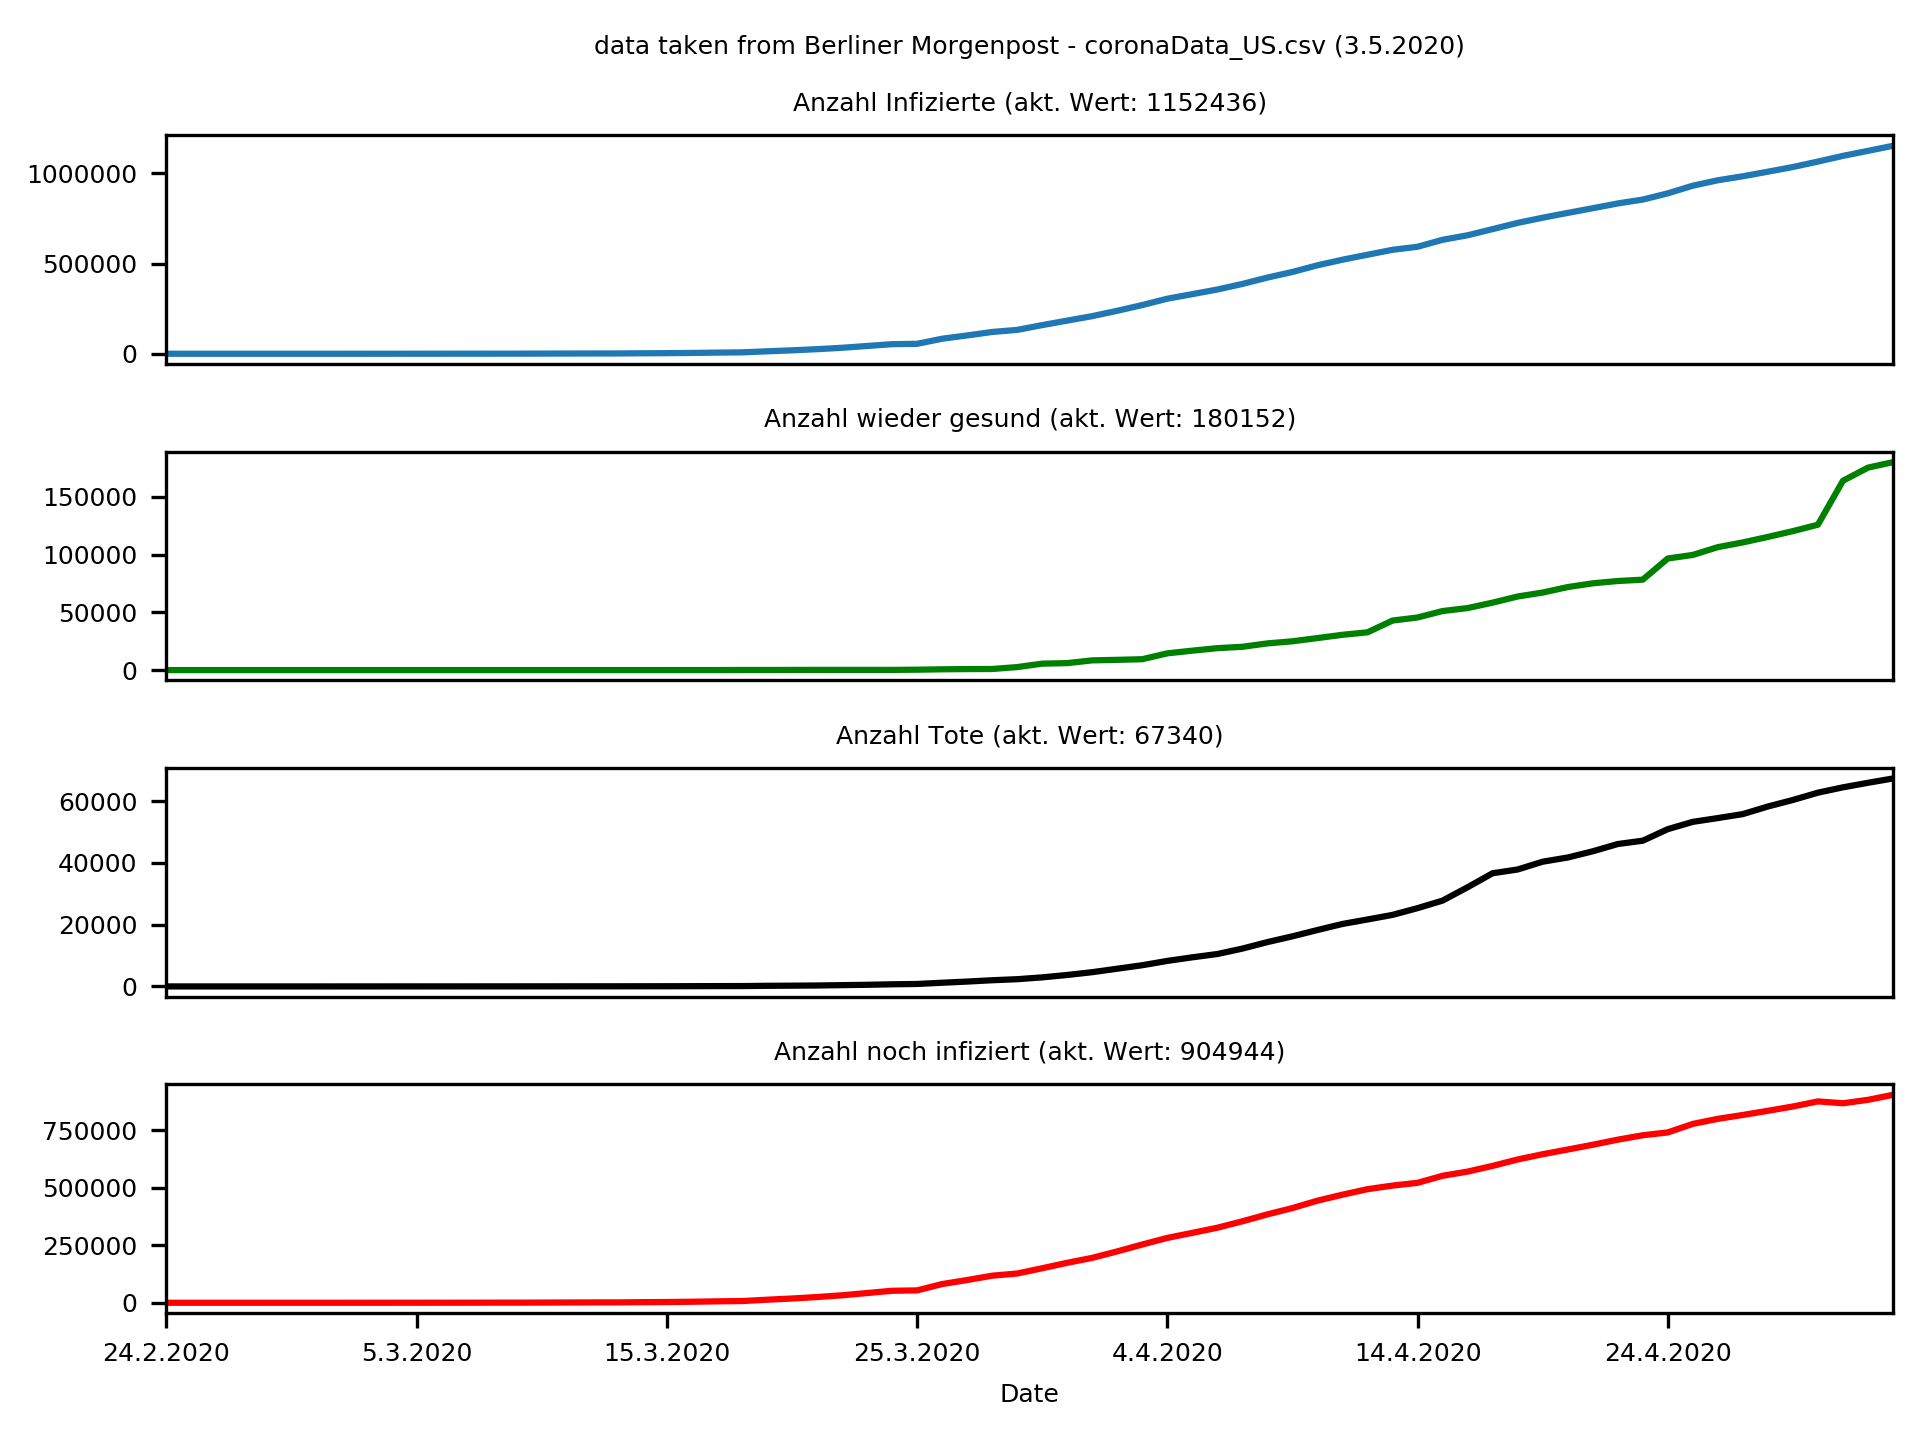 data taken from Berliner Morgenpost - coronaData_US.csv (3.5.2020)
Anzahl Infizierte (akt. Wert: 1152436)
1000000
500000
0
Anzahl wieder gesund (akt. Wert: 180152)
150000
100000
50000
0
Anzahl Tote (akt. Wert: 67340)
60000
40000
20000
0
Anzahl noch infiziert (akt. Wert: 904944)
750000
500000
250000
0
24.2.2020 5.3.2020 15.3.2020 25.3.2020 4.4.2020 14.4.2020 24.4.2020
Date